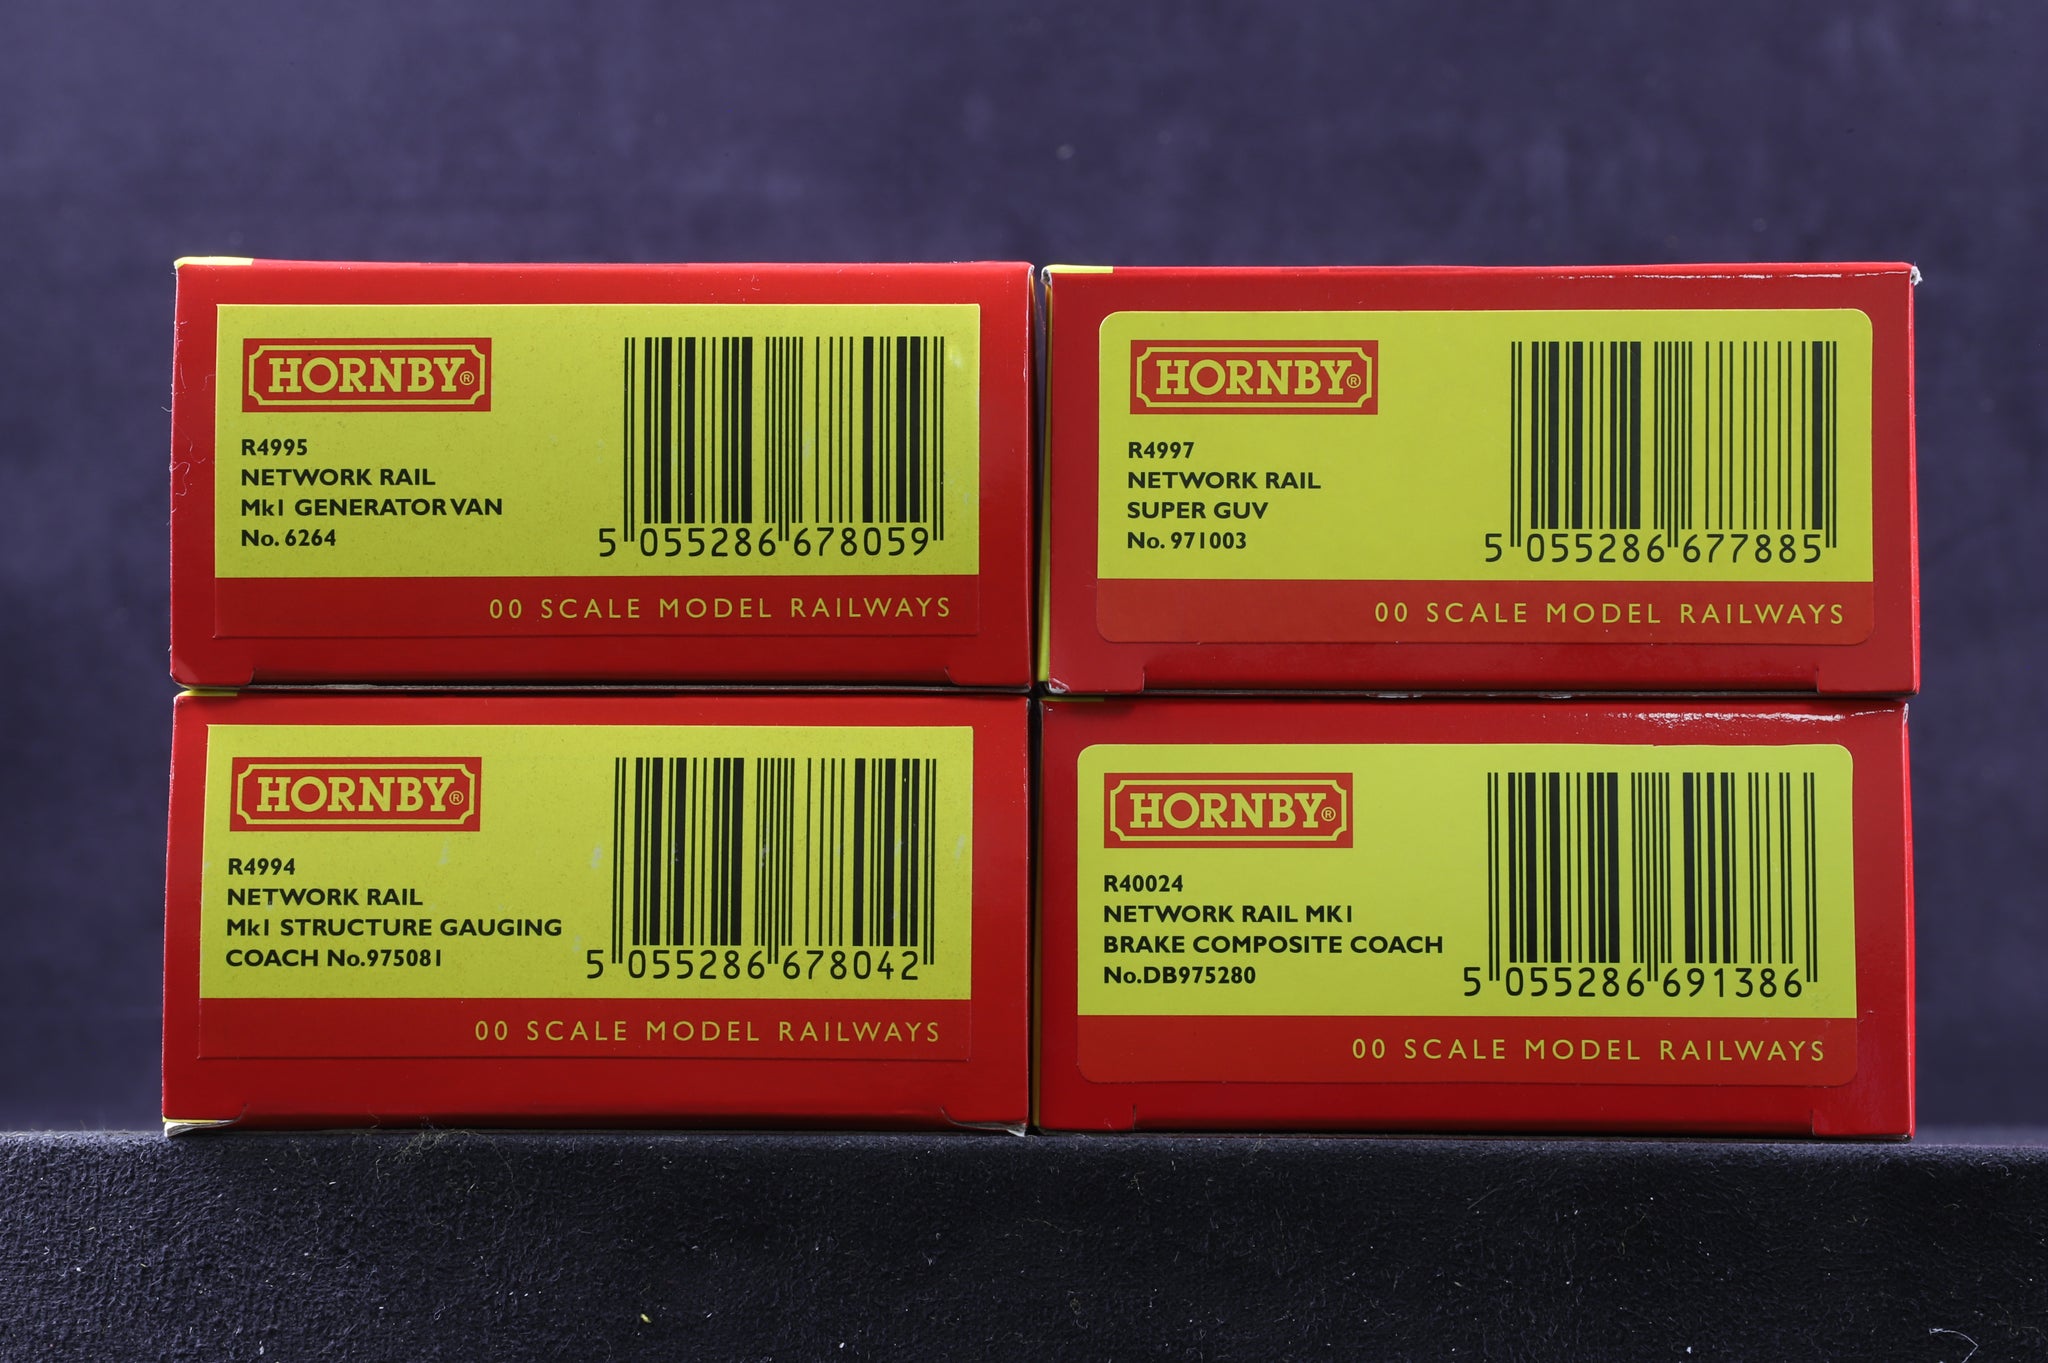 HORNBY®
R4995
NETWORK RAIL
Mk1 GENERATOR VAN
No. 6264
5 055286 678059
00 SCALE MODEL RAILWAYS
HORNBY®
R4997
NETWORK RAIL
SUPER GUV
No. 971003
5 055286 677885
00 SCALE MODEL RAILWAYS
HORNBY®
R4994
NETWORK RAIL
Mk1 STRUCTURE GAUGING
COACH No.975081
5 055286 678042
00 SCALE MODEL RAILWAYS
HORNBY®
R40024
NETWORK RAIL MK1
BRAKE COMPOSITE COACH
No.DB975280
5 055286 691386
00 SCALE MODEL RAILWAYS